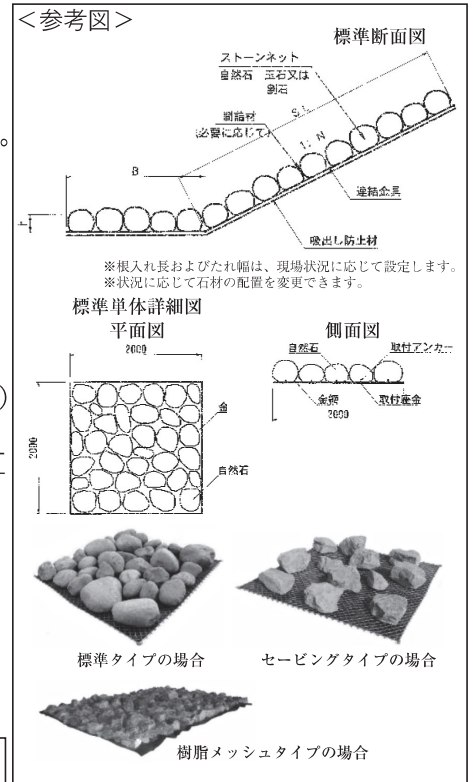 ＜参考図＞
標準断面図
ストーンネット
自然石　玉石又は
割石
S.L
間詰材
(必要に応じて)
1:N
B
連結金具
吸出し防止材
※根入れ長およびたれ幅は、現場状況に応じて設定します。
※状況に応じて石材の配置を変更できます。
標準単体詳細図
平面図
側面図
2000
自然石
取付アンカー
金網
取付座金
2000
2000
自然石
標準タイプの場合
セービングタイプの場合
樹脂メッシュタイプの場合